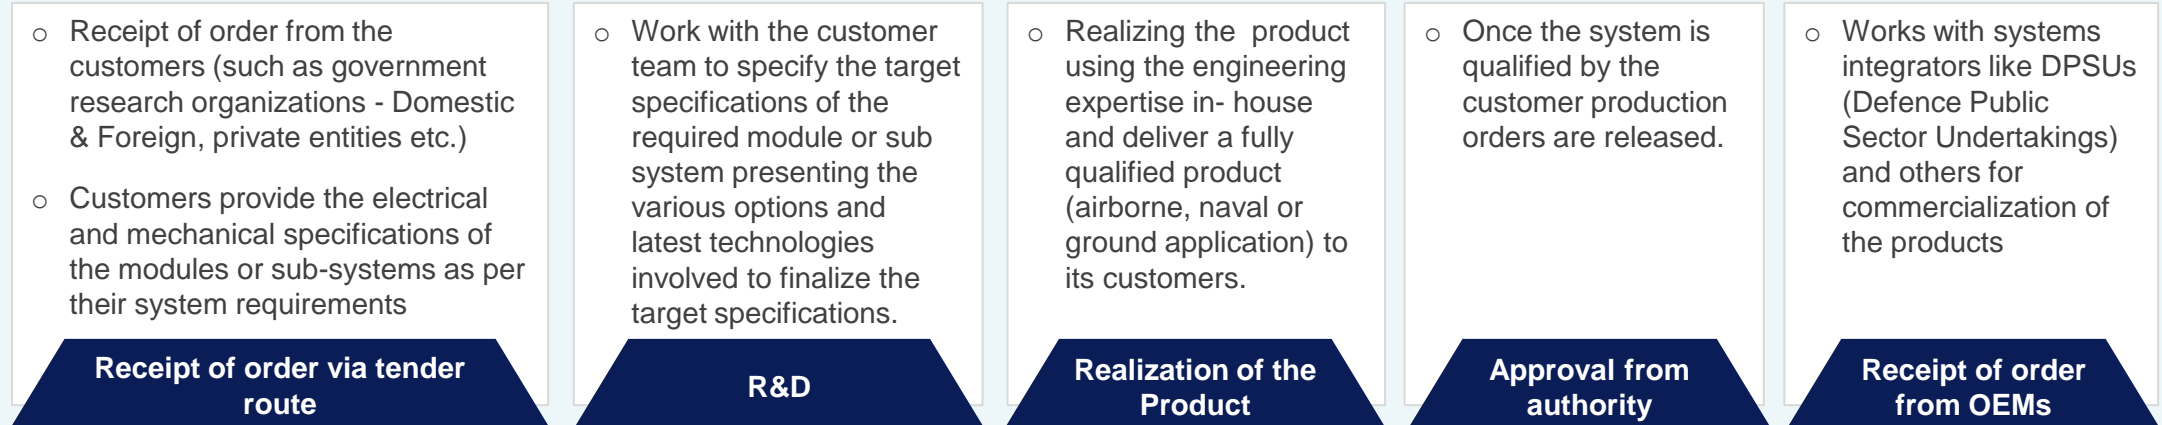 ○ Receipt of order from the
customers (such as government
research organizations - Domestic
& Foreign, private entities etc.)
○ Customers provide the electrical
and mechanical specifications of
the modules or sub-systems as per
their system requirements
Receipt of order via tender
route
○ Work with the customer
team to specify the target
specifications of the
required module or sub
system presenting the
various options and
latest technologies
involved to finalize the
target specifications.
R&D
○ Realizing the product
using the engineering
expertise in- house
and deliver a fully
qualified product
(airborne, naval or
ground application) to
its customers.
Realization of the
Product
○ Once the system is
qualified by the
customer production
orders are released.
Approval from
authority
○ Works with systems
integrators like DPSUs
(Defence Public
Sector Undertakings)
and others for
commercialization of
the products
Receipt of order
from OEMs